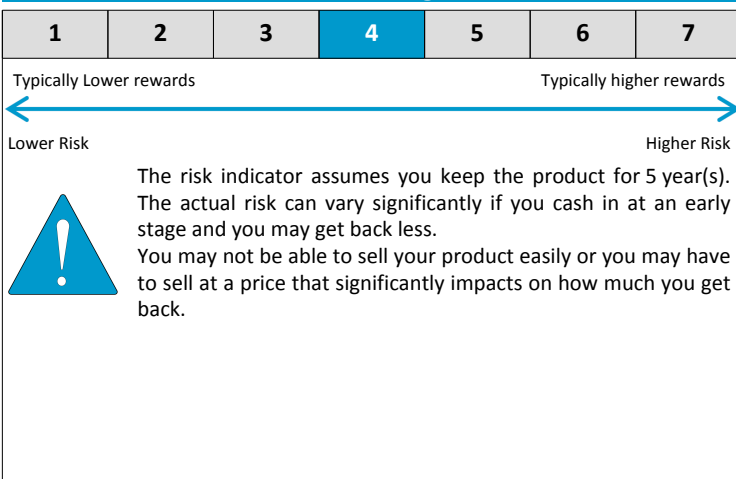 1 2 3 4 5 6 7
Typically Lower rewards Typically higher rewards
Lower Risk Higher Risk
The risk indicator assumes you keep the product for 5 year(s).
The actual risk can vary significantly if you cash in at an early
stage and you may get back less.
You may not be able to sell your product easily or you may have
to sell at a price that significantly impacts on how much you get
back.